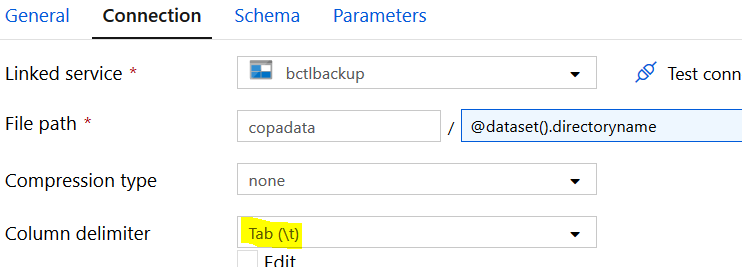 General Connection Schema Parameters
Linked service * bctlbackup Test conn
File path * copadata / @dataset().directoryname
Compression type none
Column delimiter Tab (\t)
Edit